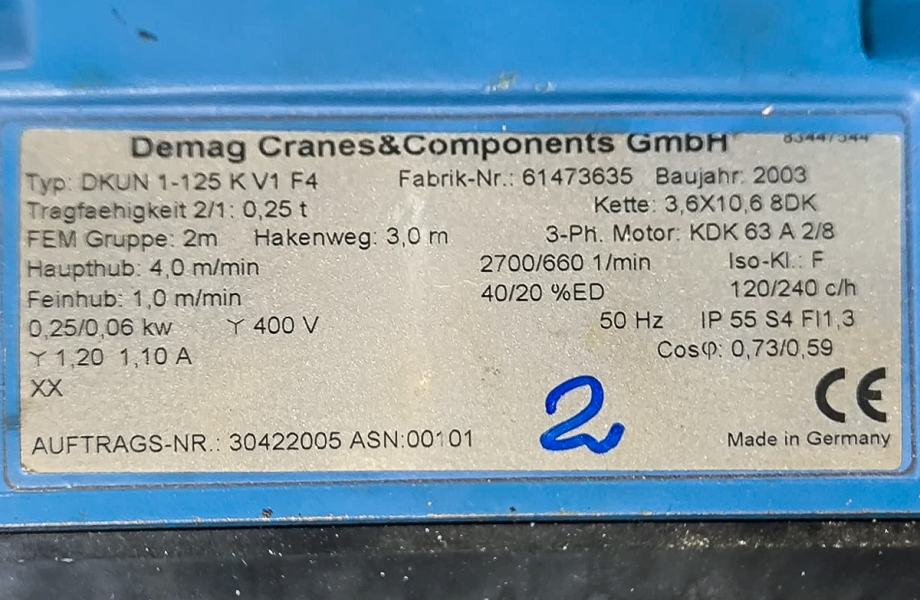 Demag Cranes&Components GmbH
Typ: DKUN 1-125 K V1 F4 Fabrik-Nr.: 61473635 Baujahr: 2003
Tragfaehigkeit 2/1: 0,25 t Kette: 3,6X10,6 8DK
FEM Gruppe: 2m Hakenweg: 3,0 m 3-Ph. Motor: KDK 63 A 2/8
Haupthub: 4,0 m/min 2700/660 1/min Iso-Kl.: F
Feinhub: 1,0 m/min 40/20 %ED 120/240 c/h
0,25/0,06 kw Y 400 V 50 Hz IP 55 S4 FI1,3
Y 1,20 1,10 A Cosφ: 0,73/0,59
XX
CE
2
AUFTRAGS-NR.: 30422005 ASN:00101 Made in Germany